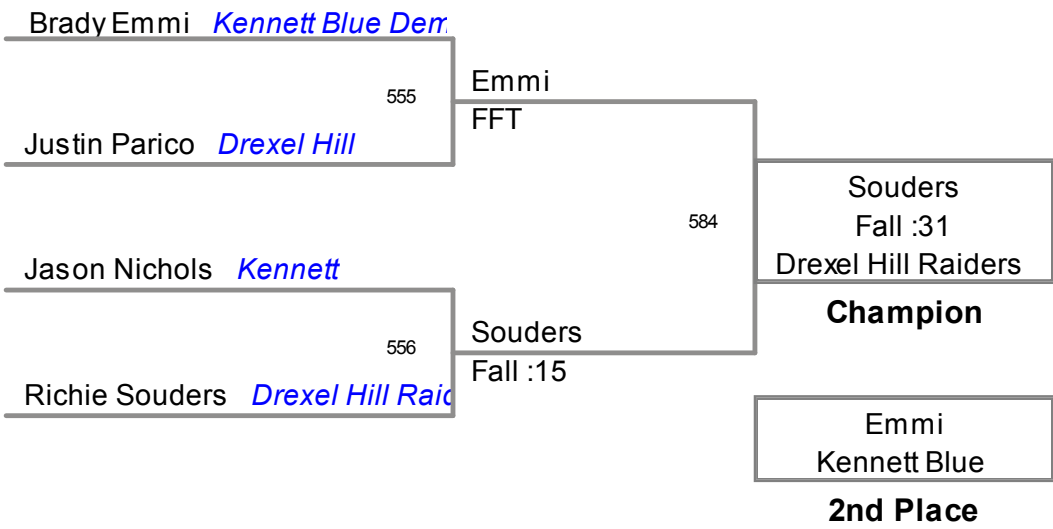 Brady Emmi Kennett Blue Dem
555
Emmi
FFT
Justin Parico Drexel Hill
584
Souders
Fall :31
Drexel Hill Raiders
Champion
Jason Nichols Kennett
556
Souders
Fall :15
Richie Souders Drexel Hill Raid
Emmi
Kennett Blue
2nd Place